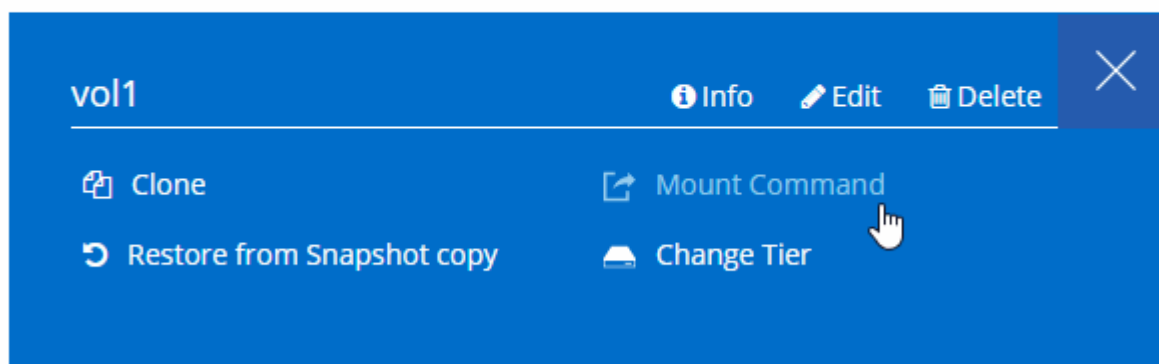 vol1 Info Edit Delete
Clone Mount Command
Restore from Snapshot copy Change Tier